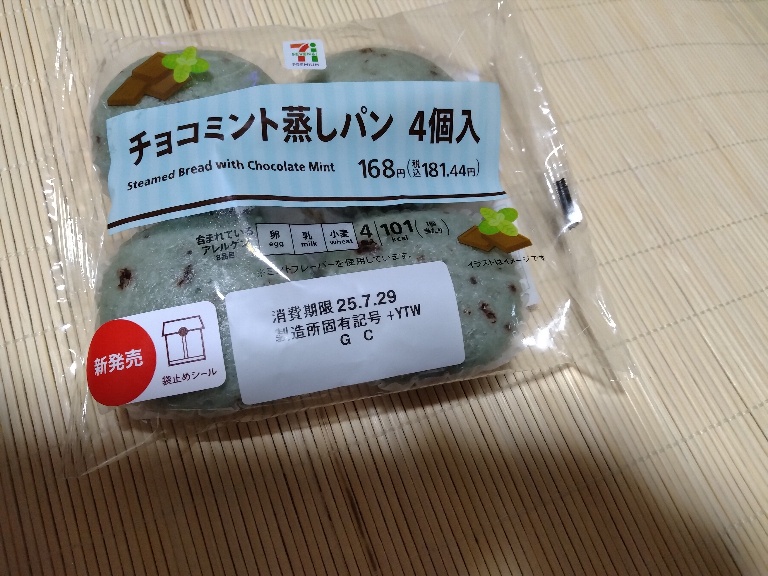 チョコミント蒸しパン 4個入
Steamed Bread with Chocolate Mint
168円(税込181.44円)
含まれている
アレルゲン
卵 egg
乳 milk
小麦 wheat
101 kcal
※ミントフレーバーを使用しています。
イラストはイメージです
消費期限 25.7.29
製造所固有記号 +YTW
G C
新発売
袋止めシール